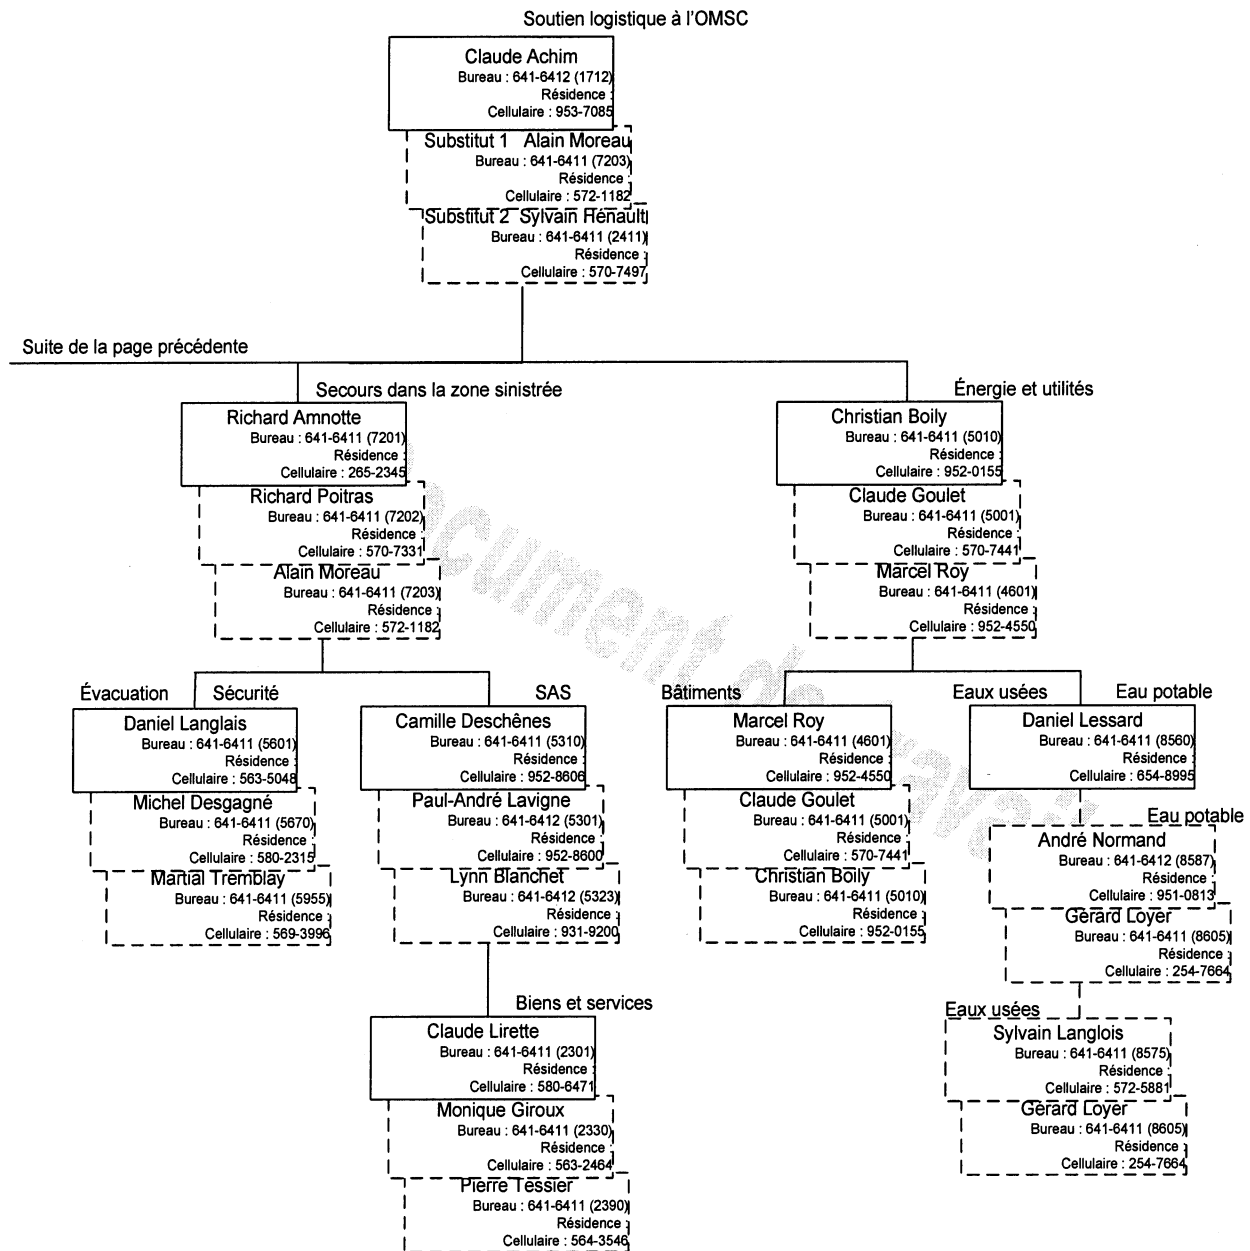 Soutien logistique à l'OMSC
Claude Achim
Bureau : 641-6412 (1712)
Résidence :
Cellulaire : 953-7085
Substitut 1 Alain Moreau
Bureau : 641-6411 (7203)
Résidence :
Cellulaire : 572-1182
Substitut 2 Sylvain Hénault
Bureau : 641-6411 (2411)
Résidence :
Cellulaire : 570-7497
Suite de la page précédente
Secours dans la zone sinistrée
Richard Amnotte
Bureau : 641-6411 (7201)
Résidence :
Cellulaire : 265-2345
Richard Poitras
Bureau : 641-6411 (7202)
Résidence :
Cellulaire : 570-7331
Alain Moreau
Bureau : 641-6411 (7203)
Résidence :
Cellulaire : 572-1182
Énergie et utilités
Christian Boily
Bureau : 641-6411 (5010)
Résidence :
Cellulaire : 952-0155
Claude Goulet
Bureau : 641-6411 (5001)
Résidence :
Cellulaire : 570-7441
Marcel Roy
Bureau : 641-6411 (4601)
Résidence :
Cellulaire : 952-4550
Évacuation Sécurité
Daniel Langlais
Bureau : 641-6411 (5601)
Résidence :
Cellulaire : 563-5048
Michel Desgagné
Bureau : 641-6411 (5670)
Résidence :
Cellulaire : 580-2315
Martial Tremblay
Bureau : 641-6411 (5955)
Résidence :
Cellulaire : 569-3996
SAS
Camille Deschênes
Bureau : 641-6411 (5310)
Résidence :
Cellulaire : 952-8606
Paul-André Lavigne
Bureau : 641-6412 (5301)
Résidence :
Cellulaire : 952-8600
Lynn Blanchet
Bureau : 641-6412 (5323)
Résidence :
Cellulaire : 931-9200
Biens et services
Claude Lirette
Bureau : 641-6411 (2301)
Résidence :
Cellulaire : 580-6471
Monique Giroux
Bureau : 641-6411 (2330)
Résidence :
Cellulaire : 563-2464
Pierre Tessier
Bureau : 641-6411 (2390)
Résidence :
Cellulaire : 564-3546
Bâtiments
Marcel Roy
Bureau : 641-6411 (4601)
Résidence :
Cellulaire : 952-4550
Claude Goulet
Bureau : 641-6411 (5001)
Résidence :
Cellulaire : 570-7441
Christian Boily
Bureau : 641-6411 (5010)
Résidence :
Cellulaire : 952-0155
Eaux usées Eau potable
Daniel Lessard
Bureau : 641-6411 (8560)
Résidence :
Cellulaire : 654-8995
Eau potable
André Normand
Bureau : 641-6412 (8587)
Résidence :
Cellulaire : 951-0813
Gérard Loyer
Bureau : 641-6411 (8605)
Résidence :
Cellulaire : 254-7664
Eaux usées
Sylvain Langlois
Bureau : 641-6411 (8575)
Résidence :
Cellulaire : 572-5881
Gérard Loyer
Bureau : 641-6411 (8605)
Résidence :
Cellulaire : 254-7664